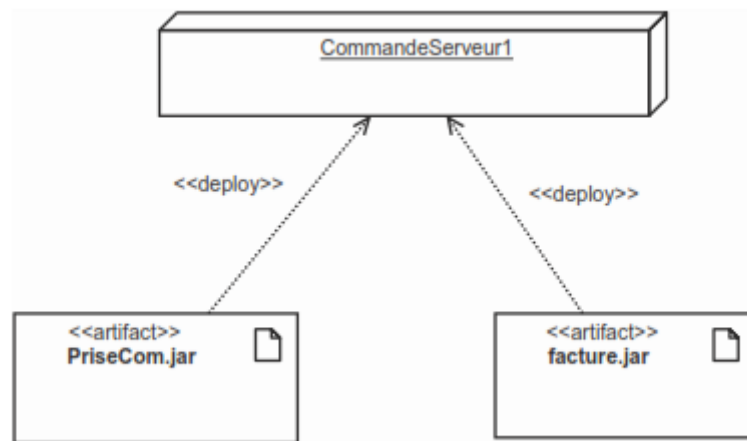 CommandeServeur1
<<deploy>>
<<deploy>>
<<artifact>>
PriseCom.jar
<<artifact>>
facture.jar